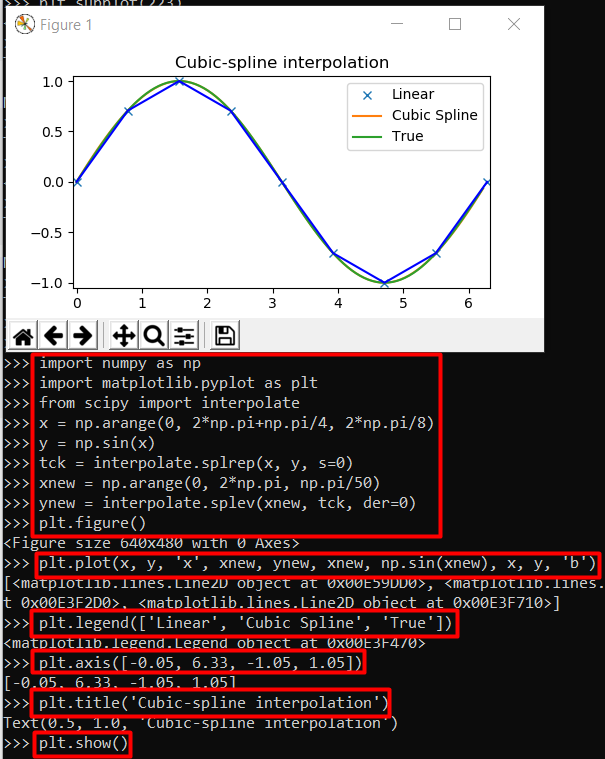 >>> plt.subplot(223)
Figure 1
Cubic-spline interpolation
1.0
0.0
−0.5
−1.0
0 1 2 3 4 5 6
Linear
Cubic Spline
True
>>> import numpy as np
>>> import matplotlib.pyplot as plt
>>> from scipy import interpolate
>>> x = np.arange(0, 2*np.pi+np.pi/4, 2*np.pi/8)
>>> y = np.sin(x)
>>> tck = interpolate.splrep(x, y, s=0)
>>> xnew = np.arange(0, 2*np.pi, np.pi/50)
>>> ynew = interpolate.splev(xnew, tck, der=0)
>>> plt.figure()
<Figure size 640x480 with 0 Axes>
>>> plt.plot(x, y, 'x', xnew, ynew, xnew, np.sin(xnew), x, y, 'b')
[<matplotlib.lines.Line2D object at 0x00E59DD0>, <matplotlib.lines.
t 0x00E3F2D0>, <matplotlib.lines.Line2D object at 0x00E3F710>]
>>> plt.legend(['Linear', 'Cubic Spline', 'True'])
<matplotlib.legend.Legend object at 0x00E3F470>
>>> plt.axis([-0.05, 6.33, -1.05, 1.05])
[-0.05, 6.33, -1.05, 1.05]
>>> plt.title('Cubic-spline interpolation')
Text(0.5, 1.0, 'Cubic-spline interpolation')
>>> plt.show()